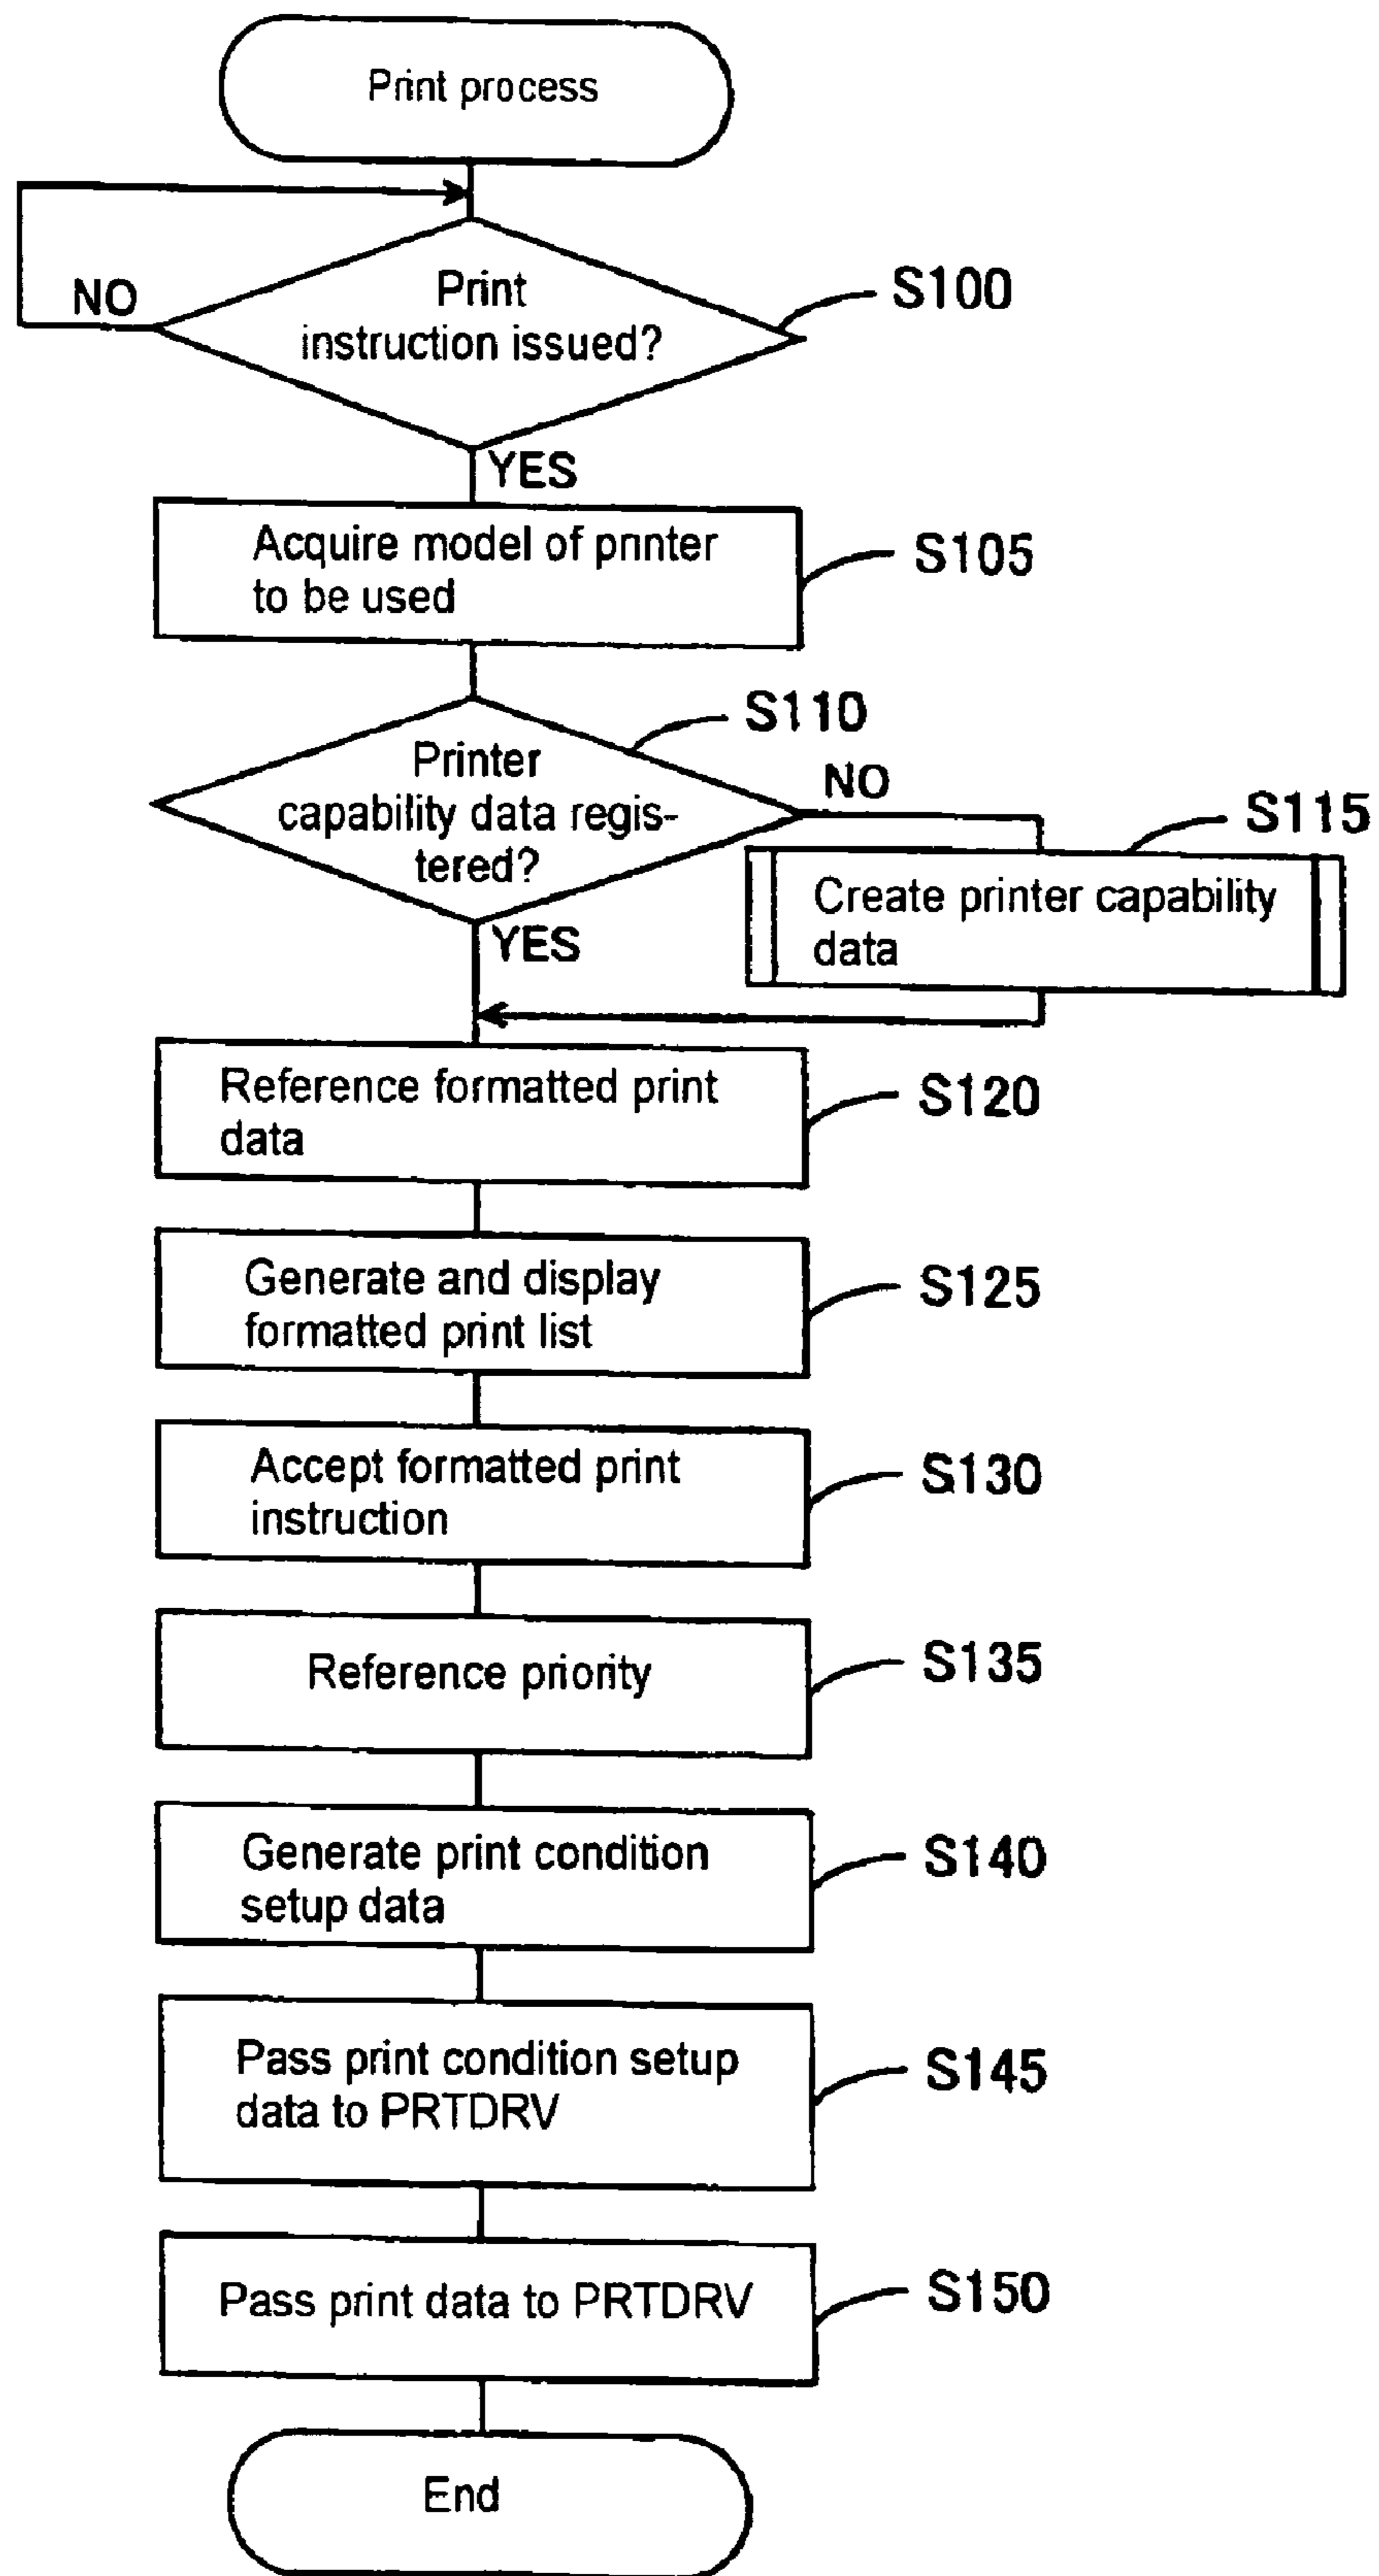 Print process
NO
Print
instruction issued?
S100
YES
Acquire model of printer
to be used
S105
S110
Printer
capability data regis-
tered?
NO
S115
Create printer capability
data
YES
Reference formatted print
data
S120
Generate and display
formatted print list
S125
Accept formatted print
instruction
S130
Reference priority
S135
Generate print condition
setup data
S140
Pass print condition setup
data to PRTDRV
S145
Pass print data to PRTDRV
S150
End